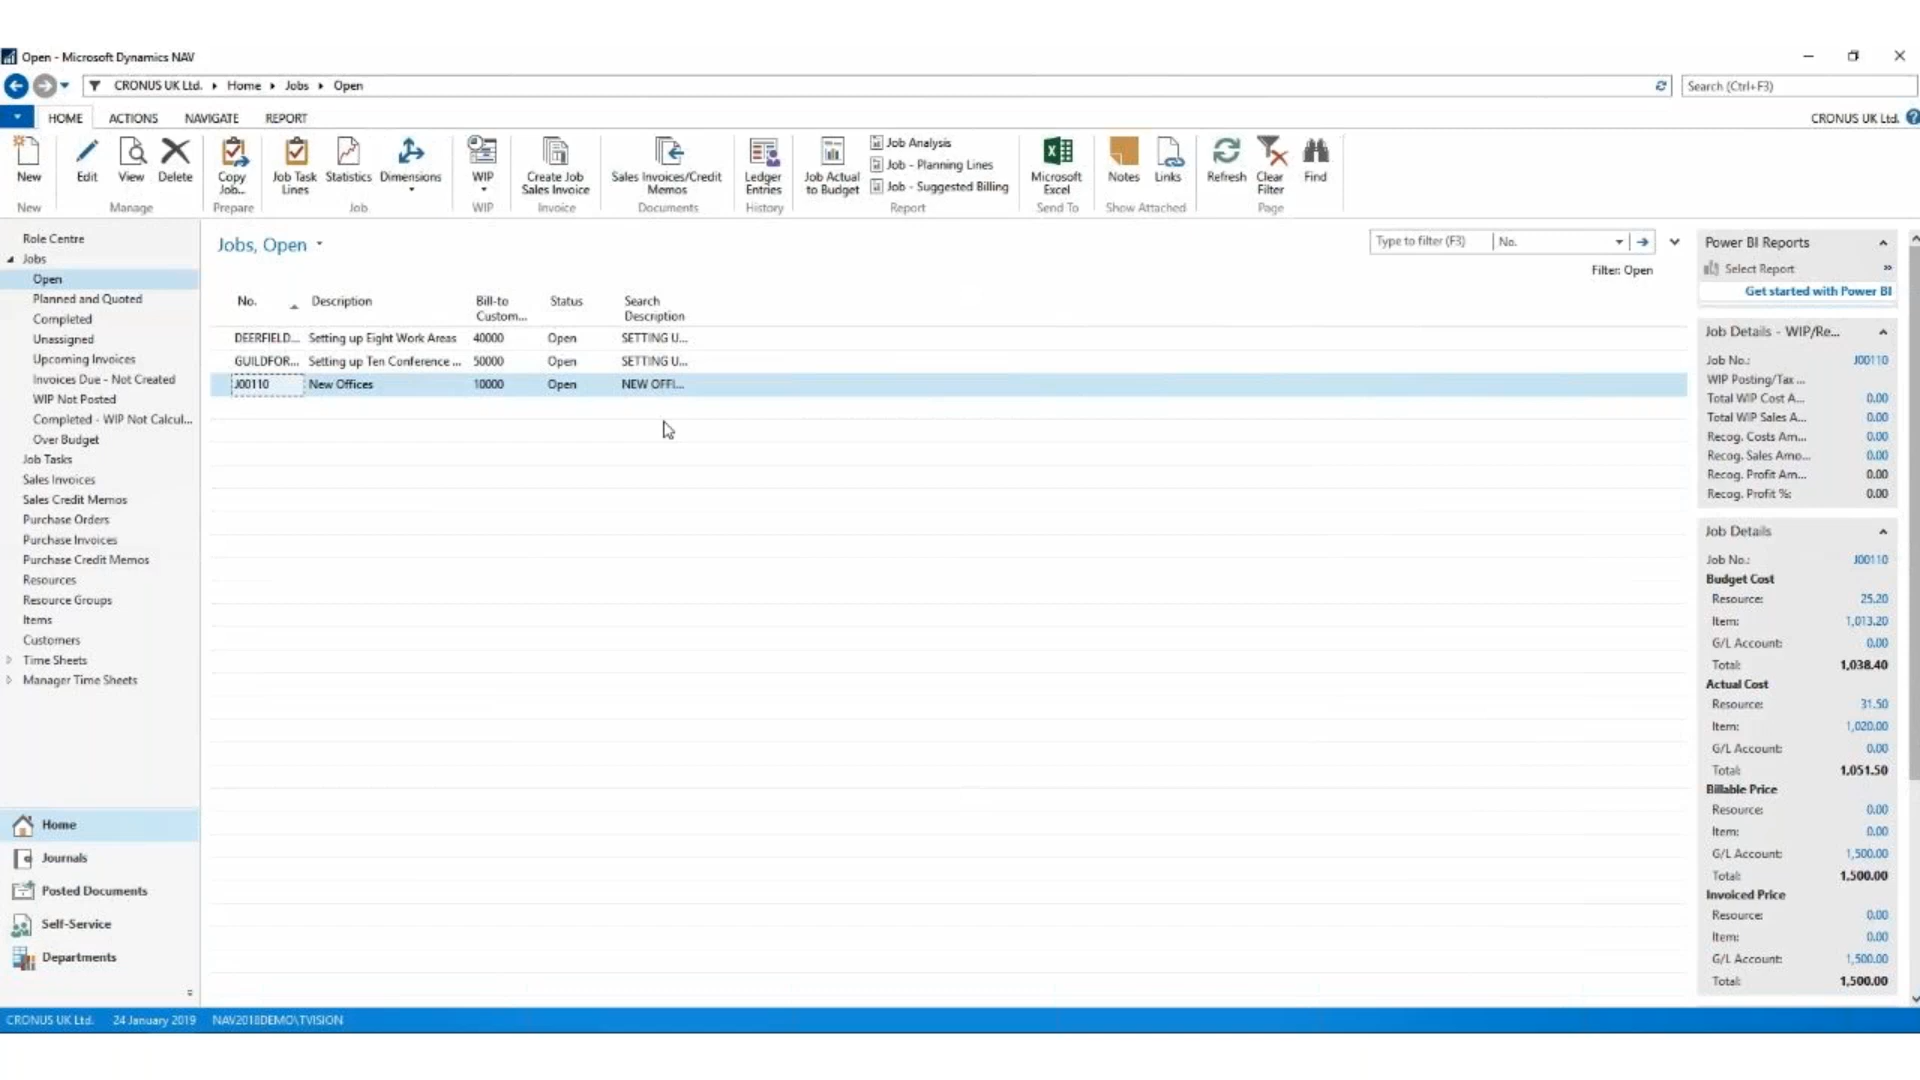 Open - Microsoft Dynamics NAV
CRONUS UK Ltd. Home Jobs Open
Search (Ctrl+F3)
HOME ACTIONS NAVIGATE REPORT
CRONUS UK Ltd.
New
Edit
View
Delete
Copy Job...
Job Task Lines
Statistics
Dimensions
WIP
Create Job Sales Invoice
Sales Invoices/Credit Memos
Ledger Entries
Job Actual to Budget
Job Analysis
Job - Planning Lines
Job - Suggested Billing
Microsoft Excel
Notes
Links
Refresh
Clear Filter
Find
New Manage Prepare Job WIP Invoice Documents History Report Send To Show Attached Page
Role Centre
Jobs
Open
Planned and Quoted
Completed
Unassigned
Upcoming Invoices
Invoices Due - Not Created
WIP Not Posted
Completed - WIP Not Calcul...
Over Budget
Job Tasks
Sales Invoices
Sales Credit Memos
Purchase Orders
Purchase Invoices
Purchase Credit Memos
Resources
Resource Groups
Items
Customers
Time Sheets
Manager Time Sheets
Home
Journals
Posted Documents
Self-Service
Departments
Jobs, Open
Type to filter (F3) No.
Filter: Open
No. Description Bill-to Custom... Status Search Description
DEERFIELD... Setting up Eight Work Areas 40000 Open SETTING U...
GUILDFOR... Setting up Ten Conference ... 50000 Open SETTING U...
J00110 New Offices 10000 Open NEW OFFI...
Power BI Reports
Select Report
Get started with Power BI
Job Details - WIP/Re...
Job No.: J00110
WIP Posting/Tax ...
Total WIP Cost A... 0.00
Total WIP Sales A... 0.00
Recog. Costs Am... 0.00
Recog. Sales Amo... 0.00
Recog. Profit Am... 0.00
Recog. Profit %: 0.00
Job Details
Job No.: J00110
Budget Cost
Resource: 25.20
Item: 1,013.20
G/L Account: 0.00
Total: 1,038.40
Actual Cost
Resource: 31.50
Item: 1,020.00
G/L Account: 0.00
Total: 1,051.50
Billable Price
Resource: 0.00
Item: 0.00
G/L Account: 1,500.00
Total: 1,500.00
Invoiced Price
Resource: 0.00
Item: 0.00
G/L Account: 1,500.00
Total: 1,500.00
CRONUS UK Ltd. 24 January 2019 NAV2018DEMO\TVISION